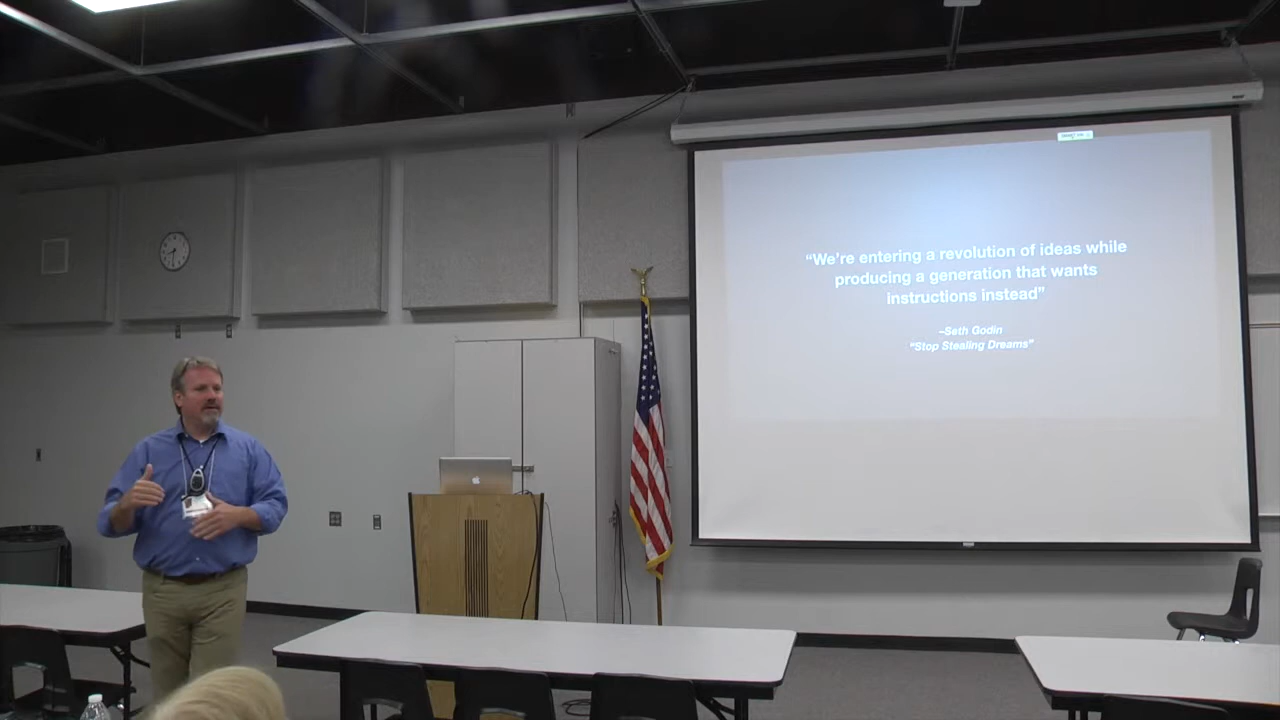 “We’re entering a revolution of ideas while
producing a generation that wants
instructions instead”
–Seth Godin
“Stop Stealing Dreams”